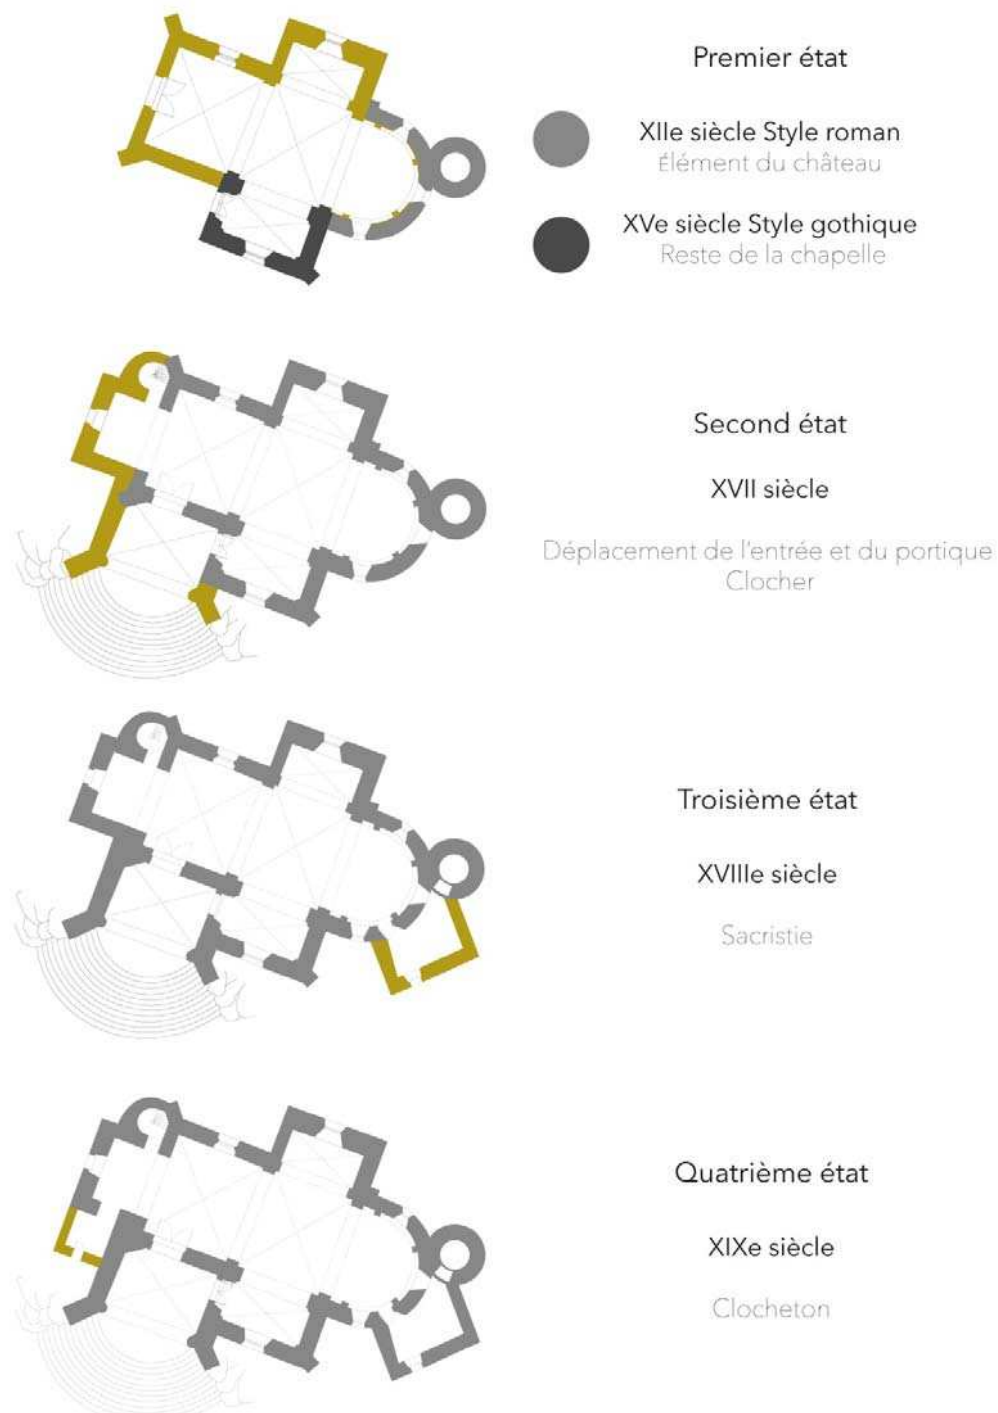 Premier état
XIIe siècle Style roman
Élément du château
XVe siècle Style gothique
Reste de la chapelle
Second état
XVII siècle
Déplacement de l'entrée et du portique
Clocher
Troisième état
XVIIIe siècle
Sacristie
Quatrième état
XIXe siècle
Clocheton